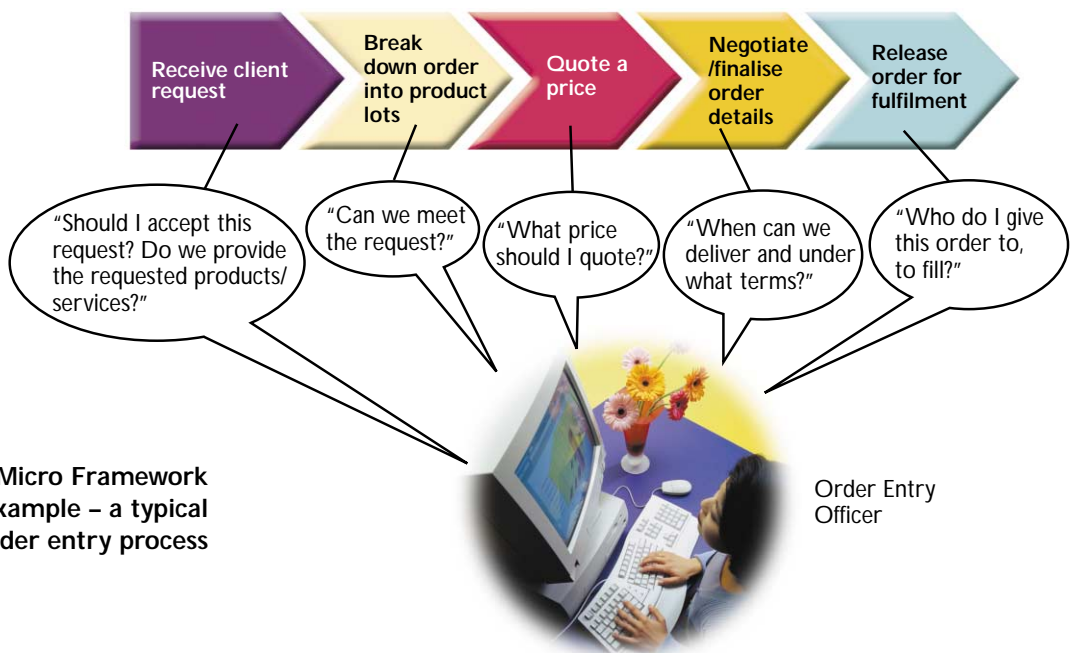 Receive client
request
Break
down order
into product
lots
Quote a
price
Negotiate
/finalise
order
details
Release
order for
fulfilment
“Should I accept this
request? Do we provide
the requested products/
services?”
“Can we meet
the request?”
“What price
should I quote?”
“When can we
deliver and under
what terms?”
“Who do I give
this order to,
to fill?”
Micro Framework
xample – a typical
der entry process
Order Entry
Officer